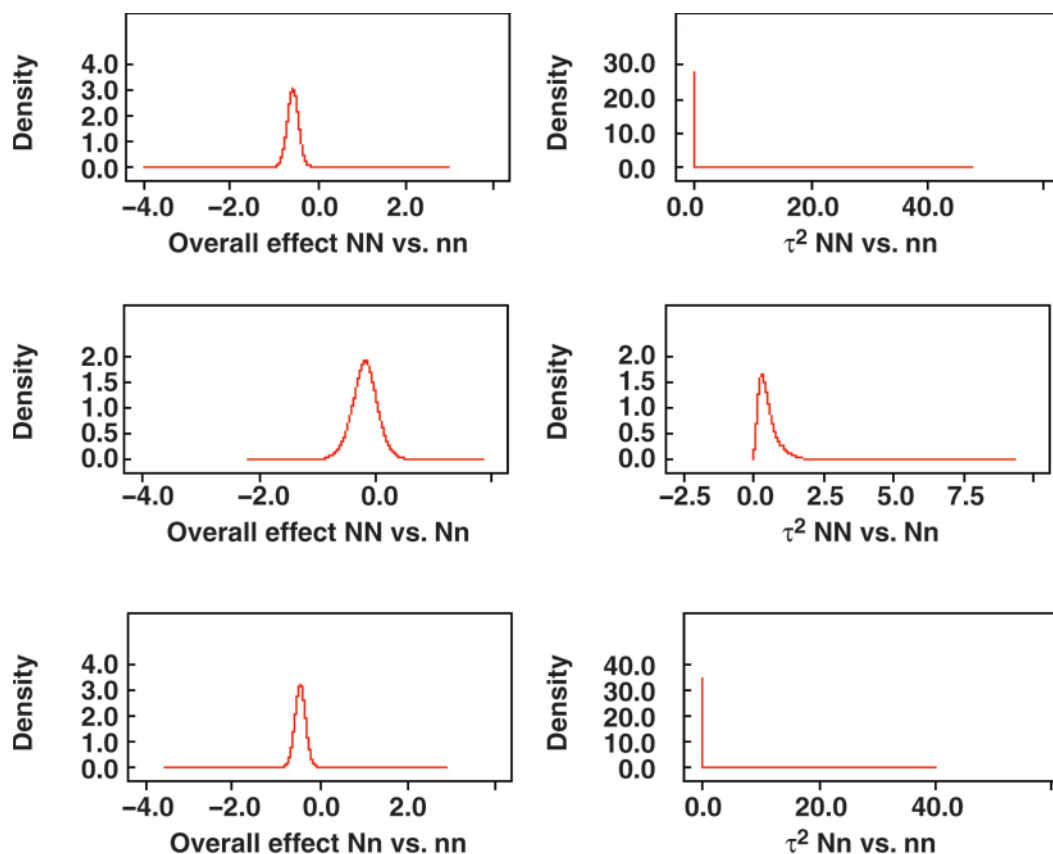 Density
4.0
3.0
2.0
1.0
0.0
−4.0 −2.0 0.0 2.0
Overall effect NN vs. nn
Density
30.0
20.0
10.0
0.0
0.0 20.0 40.0
τ² NN vs. nn
Density
2.0
1.5
1.0
0.5
0.0
−4.0 −2.0 0.0
Overall effect NN vs. Nn
Density
2.0
1.5
1.0
0.5
0.0
−2.5 0.0 2.5 5.0 7.5
τ² NN vs. Nn
Density
4.0
3.0
2.0
1.0
0.0
−4.0 −2.0 0.0 2.0
Overall effect Nn vs. nn
Density
40.0
30.0
20.0
10.0
0.0
0.0 20.0 40.0
τ² Nn vs. nn